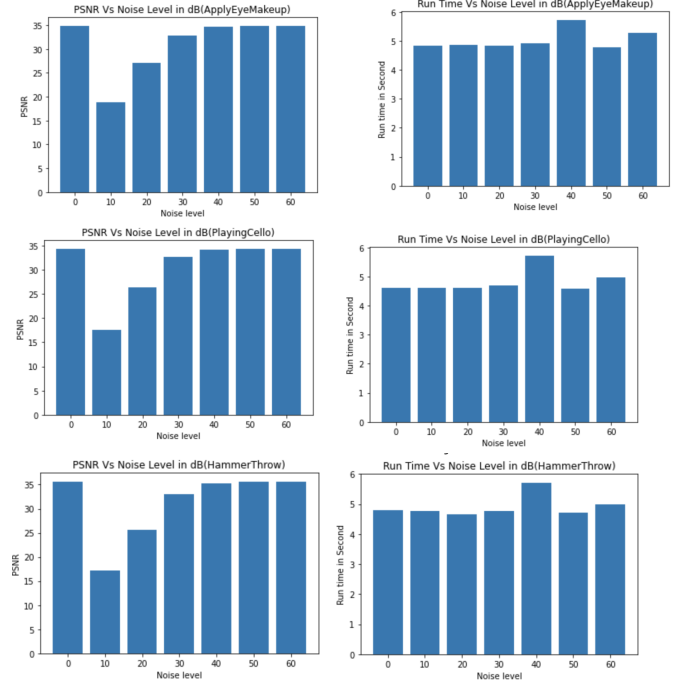 PSNR Vs Noise Level in dB(ApplyEyeMakeup)
35
30
25
20
15
10
5
0
PSNR
0 10 20 30 40 50 60
Noise level
Run Time Vs Noise Level in dB(ApplyEyeMakeup)
6
5
4
3
2
1
0
Run time in Second
0 10 20 30 40 50 60
Noise level
PSNR Vs Noise Level in dB(PlayingCello)
35
30
25
20
15
10
5
0
PSNR
0 10 20 30 40 50 60
Noise level
Run Time Vs Noise Level in dB(PlayingCello)
6
5
4
3
2
1
0
Run time in Second
0 10 20 30 40 50 60
Noise level
PSNR Vs Noise Level in dB(HammerThrow)
35
30
25
20
15
10
5
0
PSNR
0 10 20 30 40 50 60
Noise level
Run Time Vs Noise Level in dB(HammerThrow)
6
5
4
3
2
1
0
Run time in Second
0 10 20 30 40 50 60
Noise level